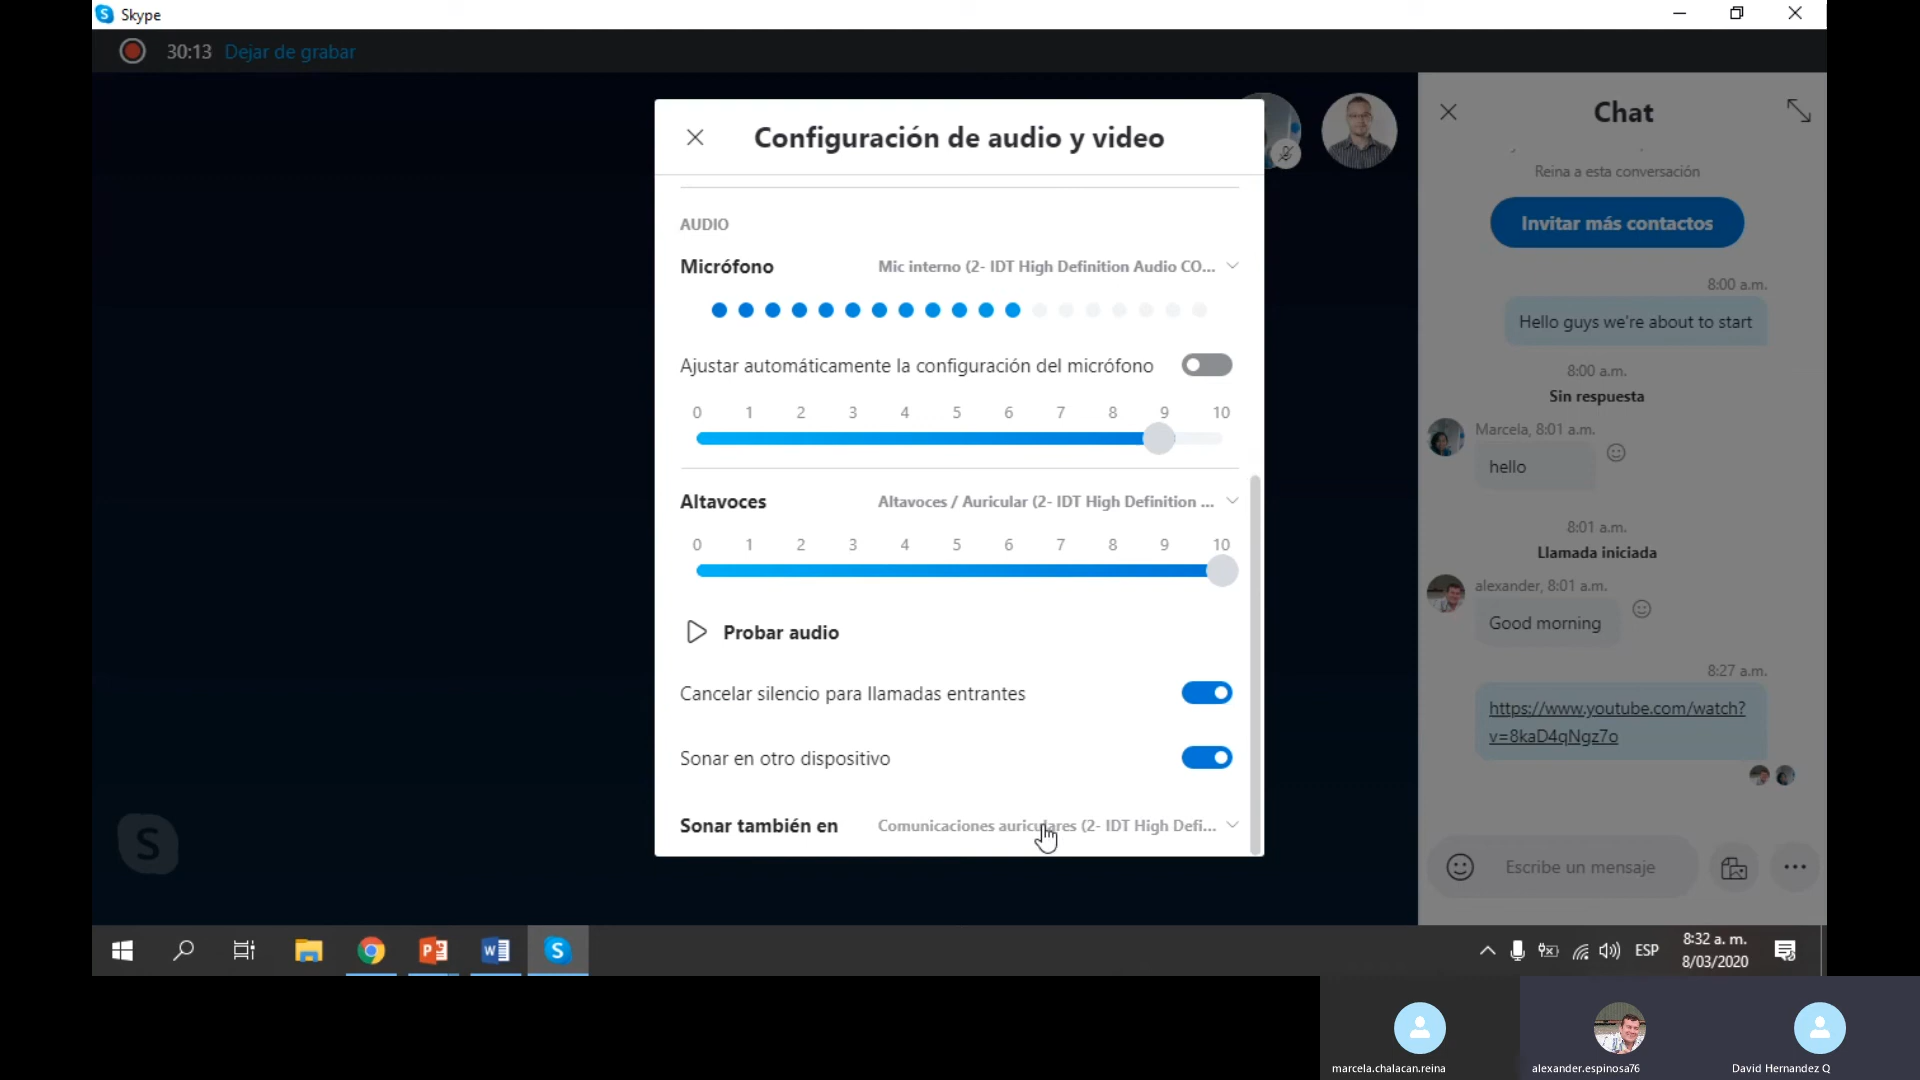 Skype
30:13 Dejar de grabar
Configuración de audio y video
AUDIO
Micrófono
Mic interno (2- IDT High Definition Audio CO...
Ajustar automáticamente la configuración del micrófono
0 1 2 3 4 5 6 7 8 9 10
Altavoces
Altavoces / Auricular (2- IDT High Definition ...
0 1 2 3 4 5 6 7 8 9 10
Probar audio
Cancelar silencio para llamadas entrantes
Sonar en otro dispositivo
Sonar también en
Comunicaciones auriculares (2- IDT High Defi...
Chat
Reina a esta conversación
Invitar más contactos
8:00 a.m.
Hello guys we're about to start
8:00 a.m.
Sin respuesta
Marcela, 8:01 a.m.
hello
8:01 a.m.
Llamada iniciada
alexander, 8:01 a.m.
Good morning
8:27 a.m.
https://www.youtube.com/watch?
v=8kaD4qNgz7o
Escribe un mensaje
ESP
8:32 a. m.
8/03/2020
marcela.chalacan.reina
alexander.espinosa76
David Hernandez Q